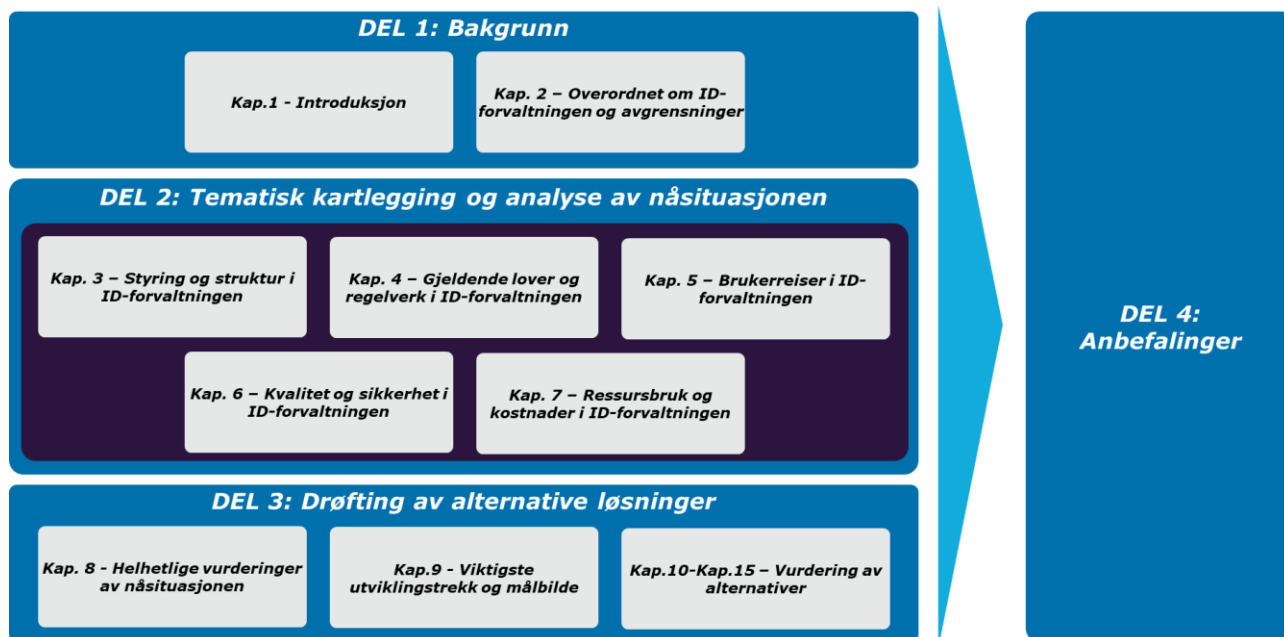 DEL 1: Bakgrunn
Kap.1 - Introduksjon
Kap. 2 – Overordnet om ID-
forvaltningen og avgrensninger
DEL 2: Tematisk kartlegging og analyse av nåsituasjonen
Kap. 3 – Styring og struktur i
ID-forvaltningen
Kap. 4 – Gjeldende lover og
regelverk i ID-forvaltningen
Kap. 5 – Brukerreiser i ID-
forvaltningen
Kap. 6 – Kvalitet og sikkerhet i
ID-forvaltningen
Kap. 7 – Ressursbruk og
kostnader i ID-forvaltningen
DEL 3: Drøfting av alternative løsninger
Kap. 8 - Helhetlige vurderinger
av nåsituasjonen
Kap.9 - Viktigste
utviklingstrekk og målbilde
Kap.10-Kap.15 – Vurdering av
alternativer
DEL 4:
Anbefalinger